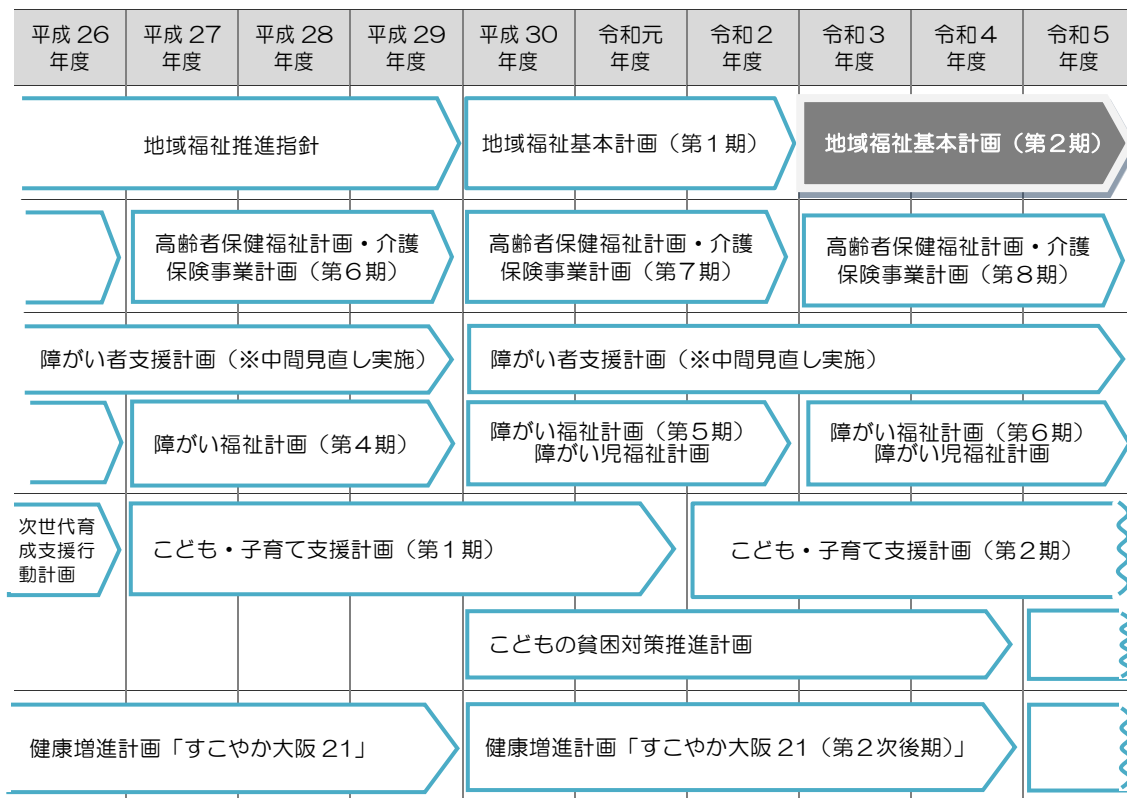 平成26
年度
平成27
年度
平成28
年度
平成29
年度
平成30
年度
令和元
年度
令和2
年度
令和3
年度
令和4
年度
令和5
年度
地域福祉推進指針
地域福祉基本計画（第1期）
地域福祉基本計画（第2期）
高齢者保健福祉計画・介護
保険事業計画（第6期）
高齢者保健福祉計画・介護
保険事業計画（第7期）
高齢者保健福祉計画・介護
保険事業計画（第8期）
障がい者支援計画（※中間見直し実施）
障がい者支援計画（※中間見直し実施）
障がい福祉計画（第4期）
障がい福祉計画（第5期）
障がい児福祉計画
障がい福祉計画（第6期）
障がい児福祉計画
次世代育
成支援行
動計画
こども・子育て支援計画（第1期）
こども・子育て支援計画（第2期）
こどもの貧困対策推進計画
健康増進計画「すこやか大阪21」
健康増進計画「すこやか大阪21（第2次後期）」